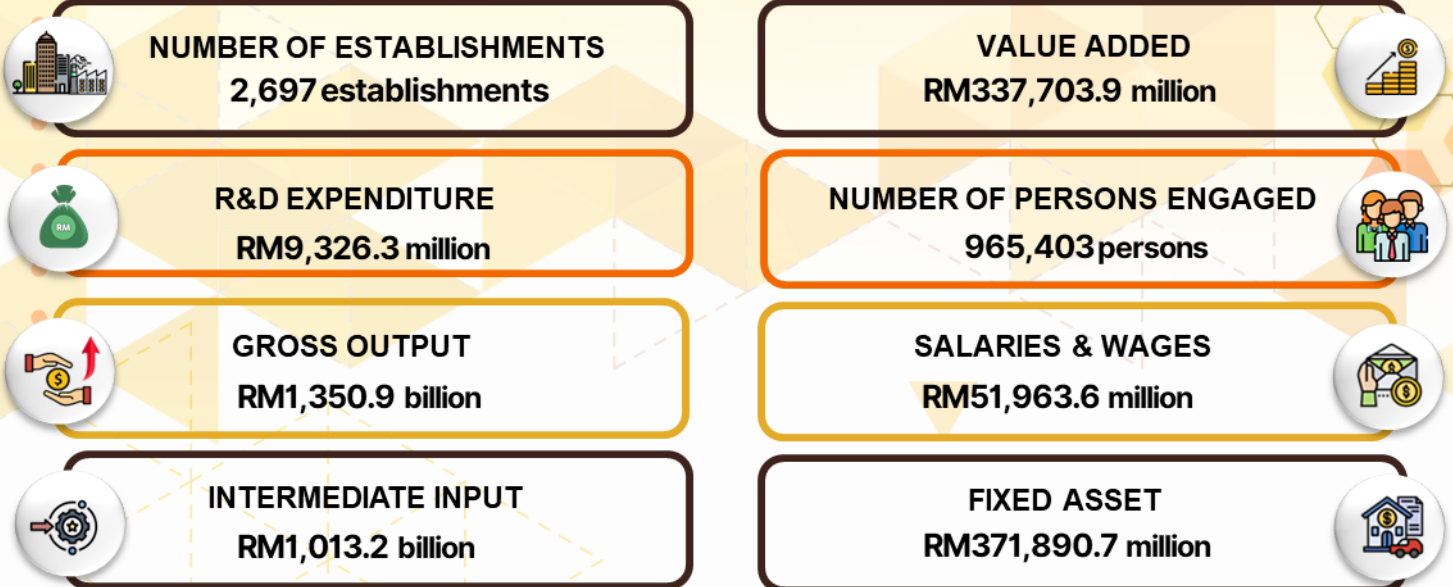 NUMBER OF ESTABLISHMENTS
2,697 establishments
VALUE ADDED
RM337,703.9 million
R&D EXPENDITURE
RM9,326.3 million
RM
NUMBER OF PERSONS ENGAGED
965,403 persons
GROSS OUTPUT
RM1,350.9 billion
SALARIES & WAGES
RM51,963.6 million
INTERMEDIATE INPUT
RM1,013.2 billion
FIXED ASSET
RM371,890.7 million